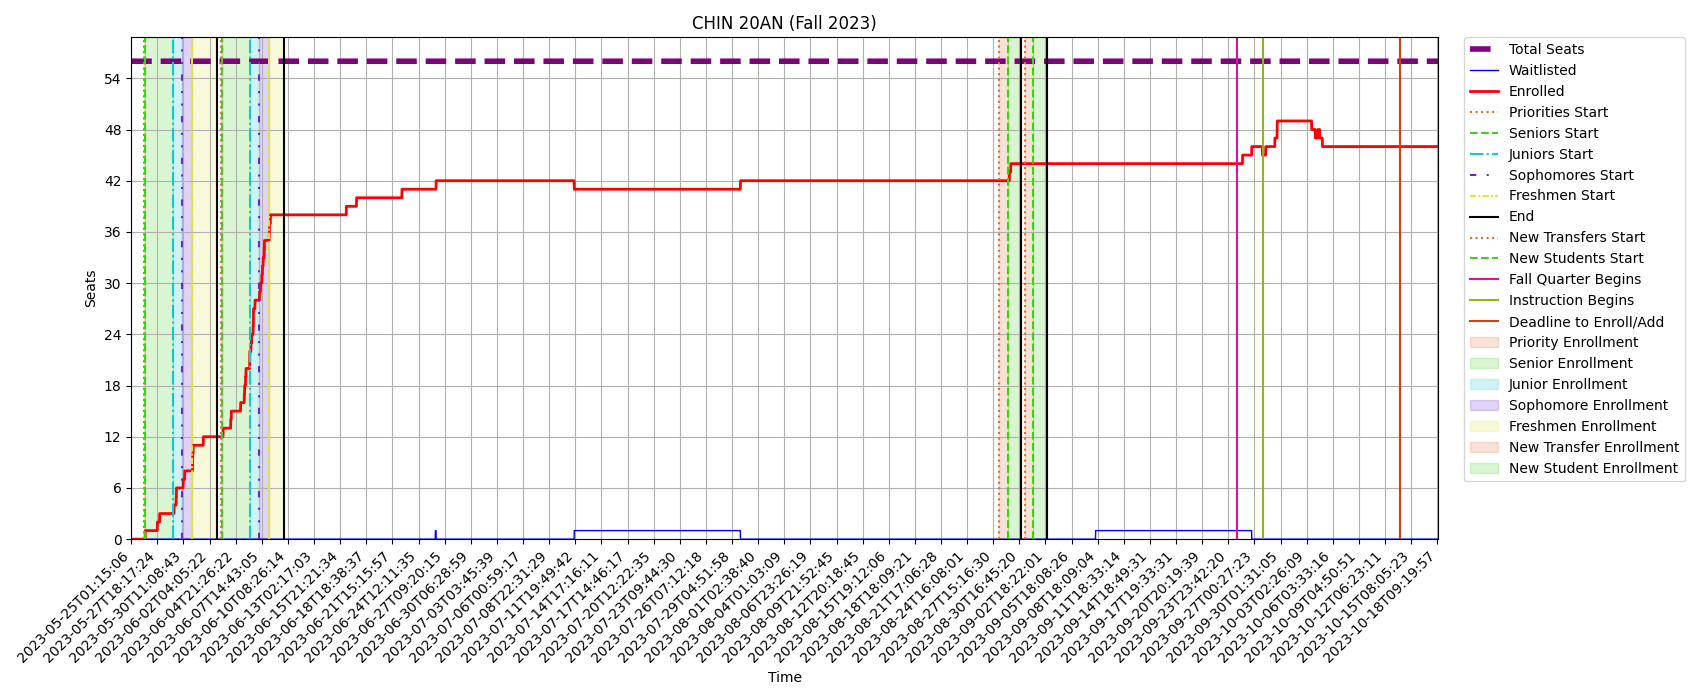 CHIN 20AN (Fall 2023)
Seats
54
48
42
36
30
24
18
12
6
0
2023-05-25T01:15:06
2023-05-27T18:17:24
2023-05-30T11:08:43
2023-06-02T04:05:22
2023-06-04T21:26:22
2023-06-07T14:43:05
2023-06-10T08:26:14
2023-06-13T02:17:03
2023-06-15T21:21:34
2023-06-18T18:38:37
2023-06-21T15:15:57
2023-06-24T12:11:35
2023-06-27T09:20:15
2023-06-30T06:28:59
2023-07-03T03:45:39
2023-07-06T00:59:17
2023-07-08T22:31:29
2023-07-11T19:49:42
2023-07-14T17:16:11
2023-07-17T14:46:17
2023-07-20T12:22:35
2023-07-23T09:44:30
2023-07-26T07:12:18
2023-07-29T04:51:58
2023-08-01T02:38:40
2023-08-04T01:03:09
2023-08-06T23:26:19
2023-08-09T21:52:45
2023-08-12T20:18:45
2023-08-15T19:12:06
2023-08-18T18:09:21
2023-08-21T17:06:28
2023-08-24T16:08:01
2023-08-27T15:16:30
2023-08-30T16:45:20
2023-09-02T18:22:01
2023-09-05T18:08:26
2023-09-08T18:09:04
2023-09-11T18:33:14
2023-09-14T18:49:31
2023-09-17T19:33:31
2023-09-20T20:19:39
2023-09-23T23:42:20
2023-09-27T00:27:23
2023-09-30T01:31:05
2023-10-03T02:26:09
2023-10-06T03:33:16
2023-10-09T04:50:51
2023-10-12T06:23:11
2023-10-15T08:05:23
2023-10-18T09:19:57
Time
Total Seats
Waitlisted
Enrolled
Priorities Start
Seniors Start
Juniors Start
Sophomores Start
Freshmen Start
End
New Transfers Start
New Students Start
Fall Quarter Begins
Instruction Begins
Deadline to Enroll/Add
Priority Enrollment
Senior Enrollment
Junior Enrollment
Sophomore Enrollment
Freshmen Enrollment
New Transfer Enrollment
New Student Enrollment